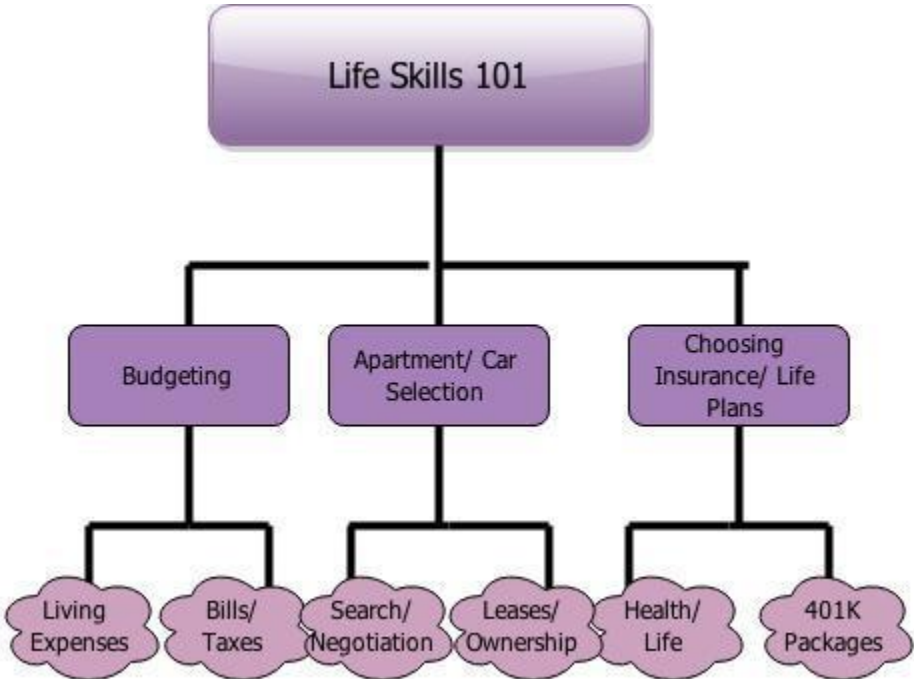 Life Skills 101
Budgeting
Apartment/ Car
Selection
Choosing
Insurance/ Life
Plans
Living
Expenses
Bills/
Taxes
Search/
Negotiation
Leases/
Ownership
Health/
Life
401K
Packages